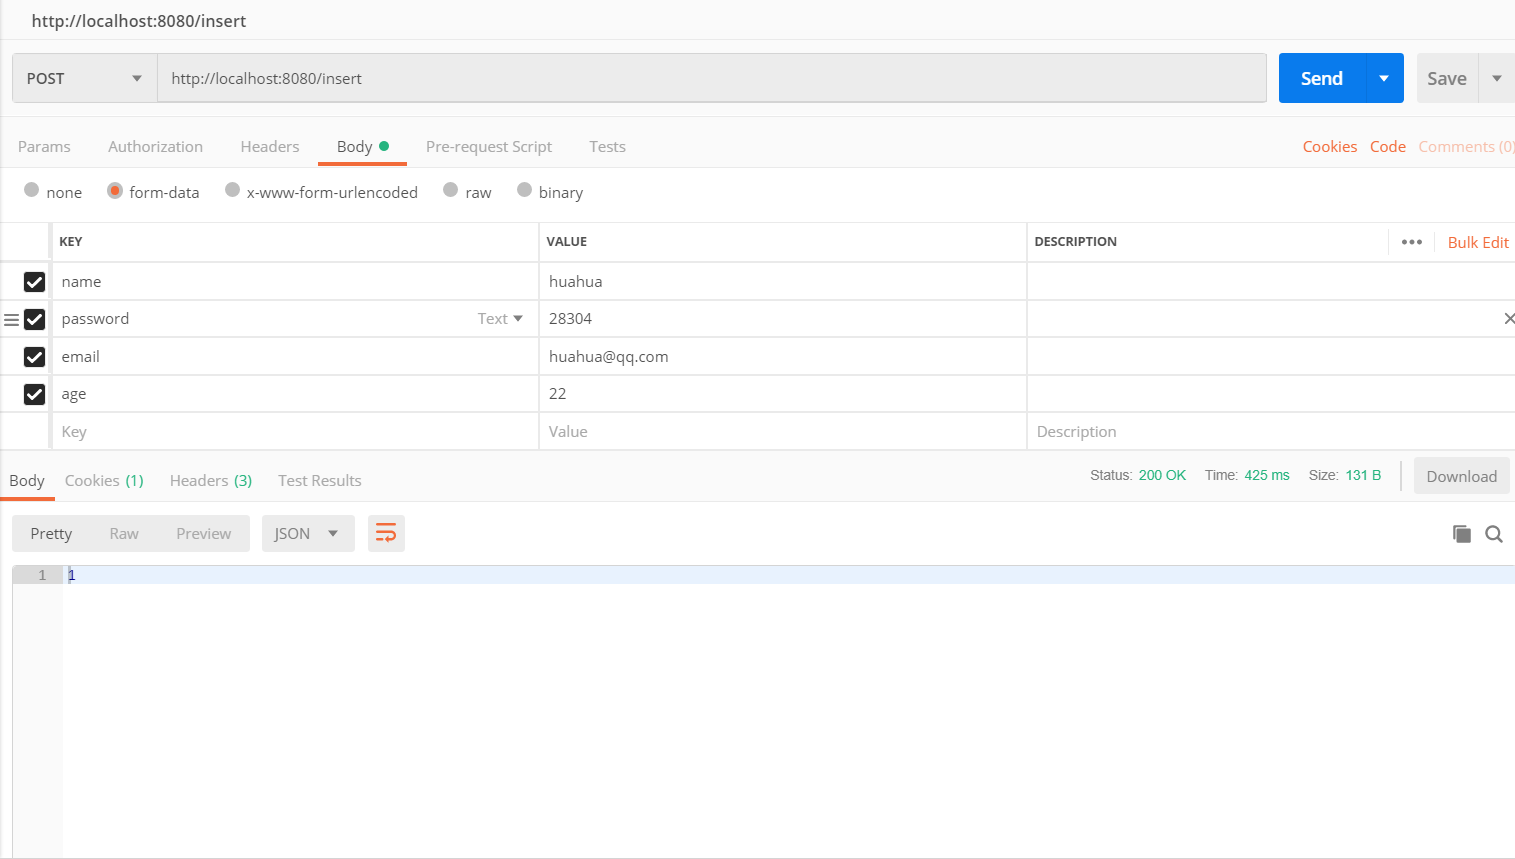 http://localhost:8080/insert
POST http://localhost:8080/insert Send Save
Params Authorization Headers Body Pre-request Script Tests Cookies Code Comments (0)
none form-data x-www-form-urlencoded raw binary
KEY VALUE DESCRIPTION ••• Bulk Edit
name huahua
password Text 28304
email huahua@qq.com
age 22
Key Value Description
Body Cookies (1) Headers (3) Test Results Status: 200 OK Time: 425 ms Size: 131 B Download
Pretty Raw Preview JSON
1 1